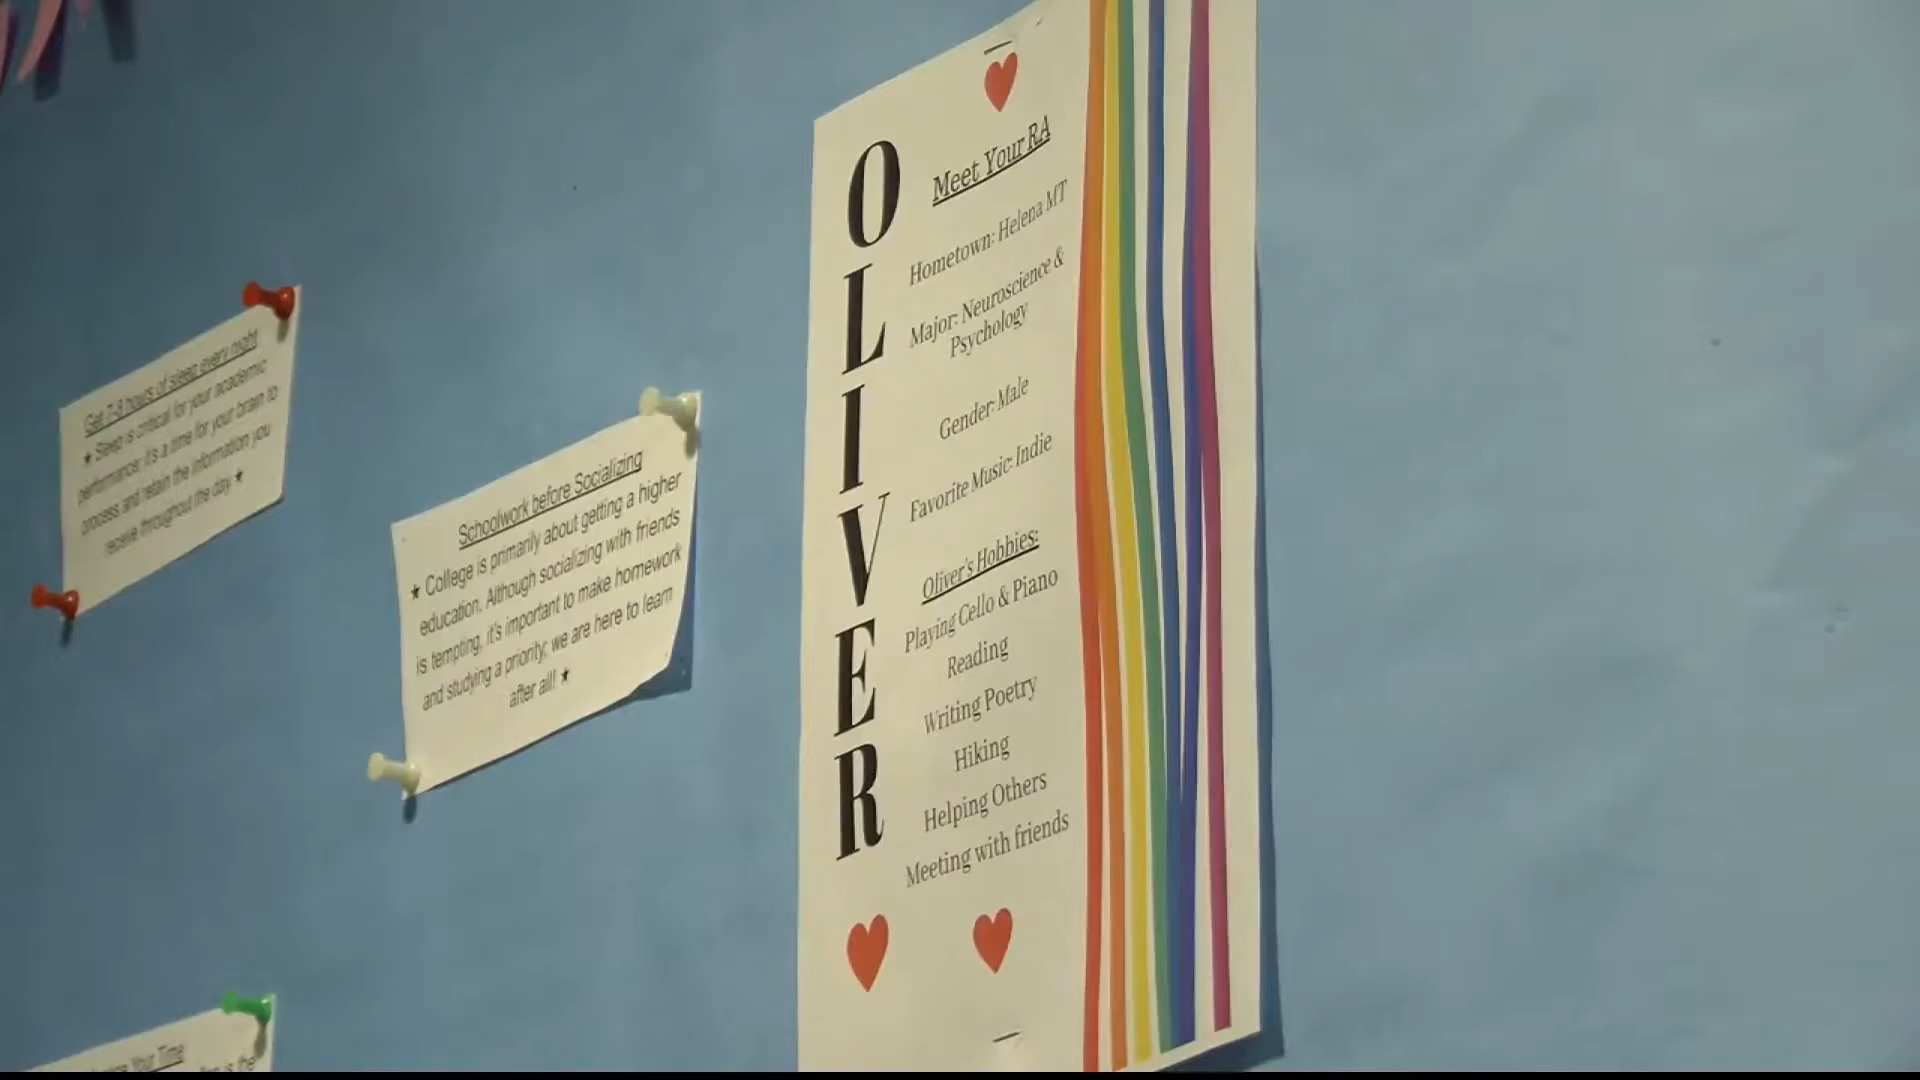 Get 7-8 hours of sleep every night
★ Sleep is critical for your academic
performance; it's a time for your brain to
process and retain the information you
receive throughout the day ★
Schoolwork before Socializing
★ College is primarily about getting a higher
education. Although socializing with friends
is tempting, it's important to make homework
and studying a priority; we are here to learn
after all! ★
Your Time
is the
OLIVER
Meet Your RA
Hometown: Helena MT
Major: Neuroscience &
Psychology
Gender: Male
Favorite Music: Indie
Oliver's Hobbies:
Playing Cello & Piano
Reading
Writing Poetry
Hiking
Helping Others
Meeting with friends